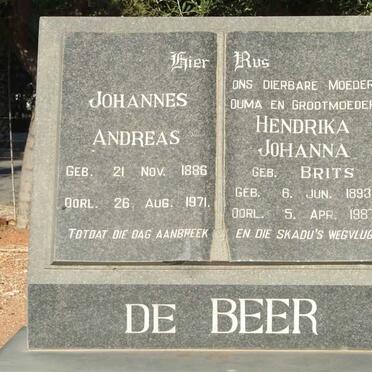 Hier Rus
JOHANNES
ANDREAS
GEB. 21 NOV. 1886
OORL. 26 AUG. 1971.
TOTDAT DIE DAG AANBREEK
ONS DIERBARE MOEDER
OUMA EN GROOTMOEDER
HENDRIKA
JOHANNA
GEB. BRITS
GEB. 6. JUN. 1893
OORL. 5. APR. 1987
EN DIE SKADU'S WEGVLUG
DE BEER